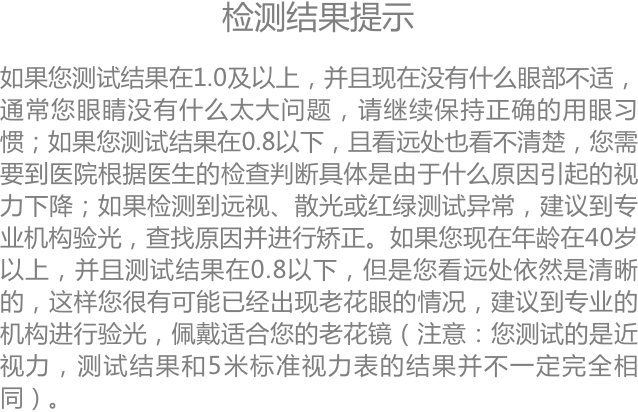 检测结果提示
如果您测试结果在1.0及以上，并且现在没有什么眼部不适，
通常您眼睛没有什么太大问题，请继续保持正确的用眼习
惯；如果您测试结果在0.8以下，且看远处也看不清楚，您需
要到医院根据医生的检查判断具体是由于什么原因引起的视
力下降；如果检测到远视、散光或红绿测试异常，建议到专
业机构验光，查找原因并进行矫正。如果您现在年龄在40岁
以上，并且测试结果在0.8以下，但是您看远处依然是清晰
的，这样您很有可能已经出现老花眼的情况，建议到专业的
机构进行验光，佩戴适合您的老花镜（注意：您测试的是近
视力，测试结果和5米标准视力表的结果并不一定完全相
同）。